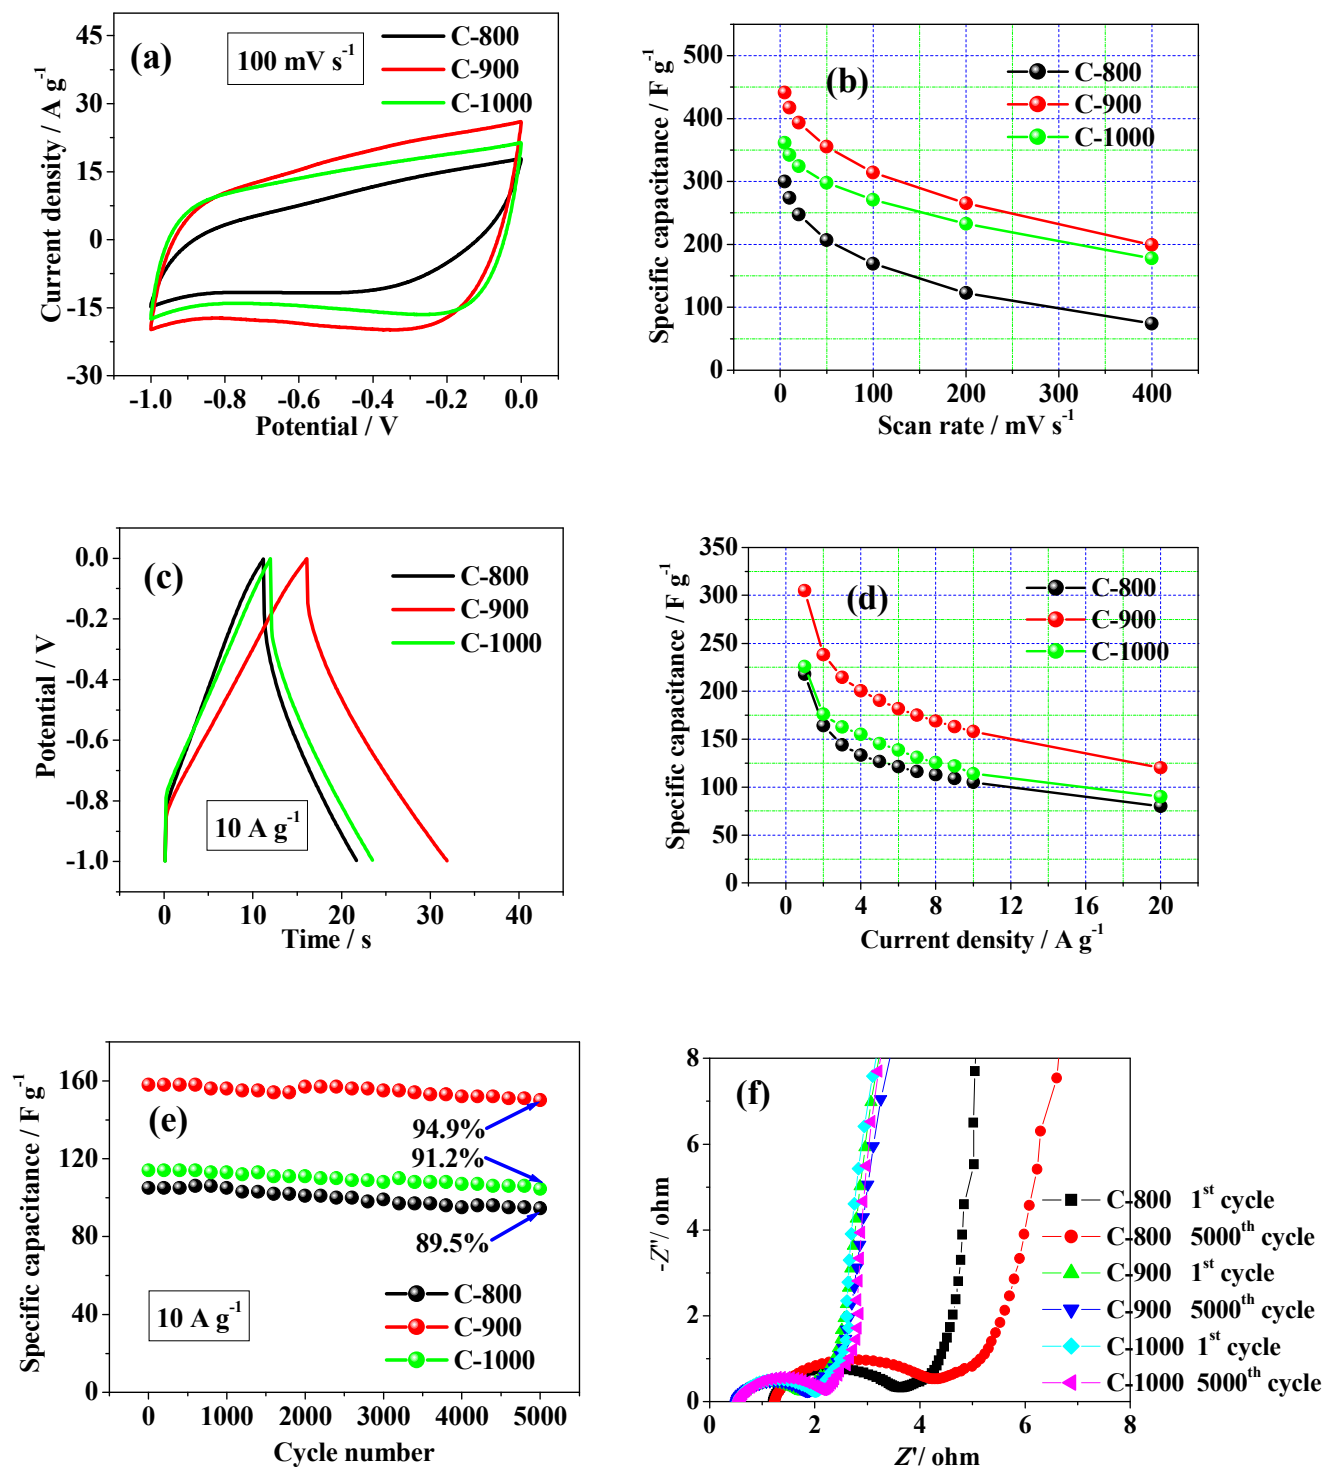 (a)
100 mV s⁻¹
C-800
C-900
C-1000
45
30
15
0
-15
-30
Current density / A g⁻¹
-1.0 -0.8 -0.6 -0.4 -0.2 0.0
Potential / V
(b)
C-800
C-900
C-1000
500
400
300
200
100
0
Specific capacitance / F g⁻¹
0 100 200 300 400
Scan rate / mV s⁻¹
(c)
C-800
C-900
C-1000
0.0
-0.2
-0.4
-0.6
-0.8
-1.0
Potential / V
10 A g⁻¹
0 10 20 30 40
Time / s
(d)
C-800
C-900
C-1000
350
300
250
200
150
100
50
0
Specific capacitance / F g⁻¹
0 4 8 12 16 20
Current density / A g⁻¹
(e)
160
120
80
40
0
Specific capacitance / F g⁻¹
94.9%
91.2%
89.5%
10 A g⁻¹
C-800
C-900
C-1000
0 1000 2000 3000 4000 5000
Cycle number
(f)
8
6
4
2
0
-Z''/ ohm
C-800 1ˢᵗ cycle
C-800 5000ᵗʰ cycle
C-900 1ˢᵗ cycle
C-900 5000ᵗʰ cycle
C-1000 1ˢᵗ cycle
C-1000 5000ᵗʰ cycle
0 2 4 6 8
Z'/ ohm